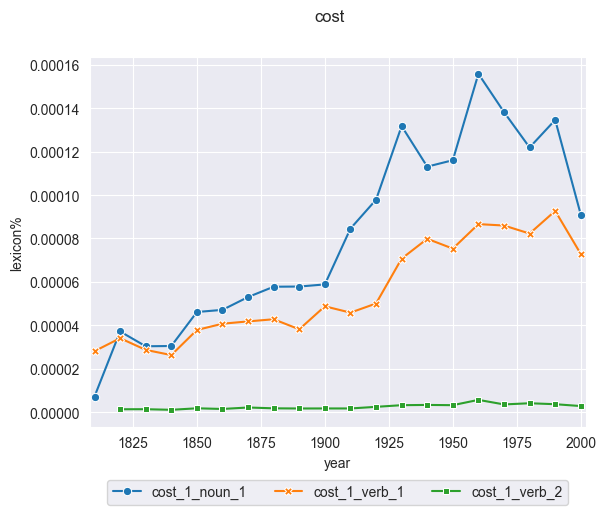 cost
0.00016
0.00014
0.00012
0.00010
0.00008
0.00006
0.00004
0.00002
0.00000
lexicon%
1825 1850 1875 1900 1925 1950 1975 2000
year
cost_1_noun_1 cost_1_verb_1 cost_1_verb_2